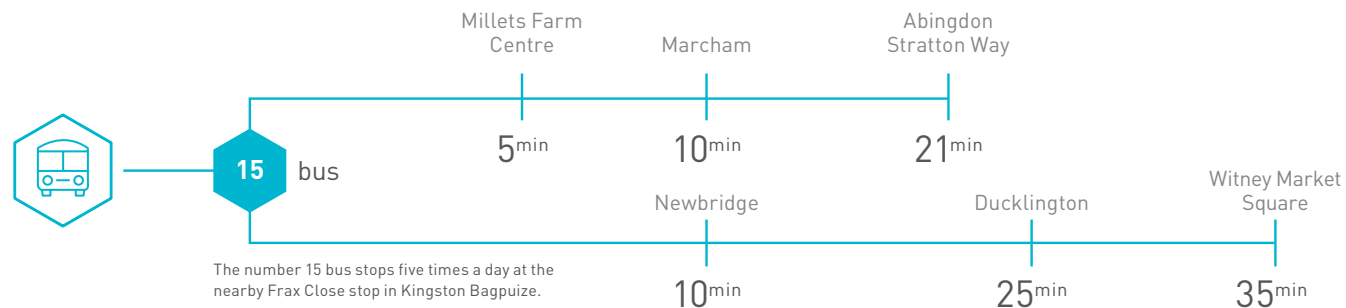 Millets Farm
Centre
Marcham
Abingdon
Stratton Way
5min
10min
21min
15
bus
Newbridge
Ducklington
Witney Market
Square
10min
25min
35min
The number 15 bus stops five times a day at the
nearby Frax Close stop in Kingston Bagpuize.